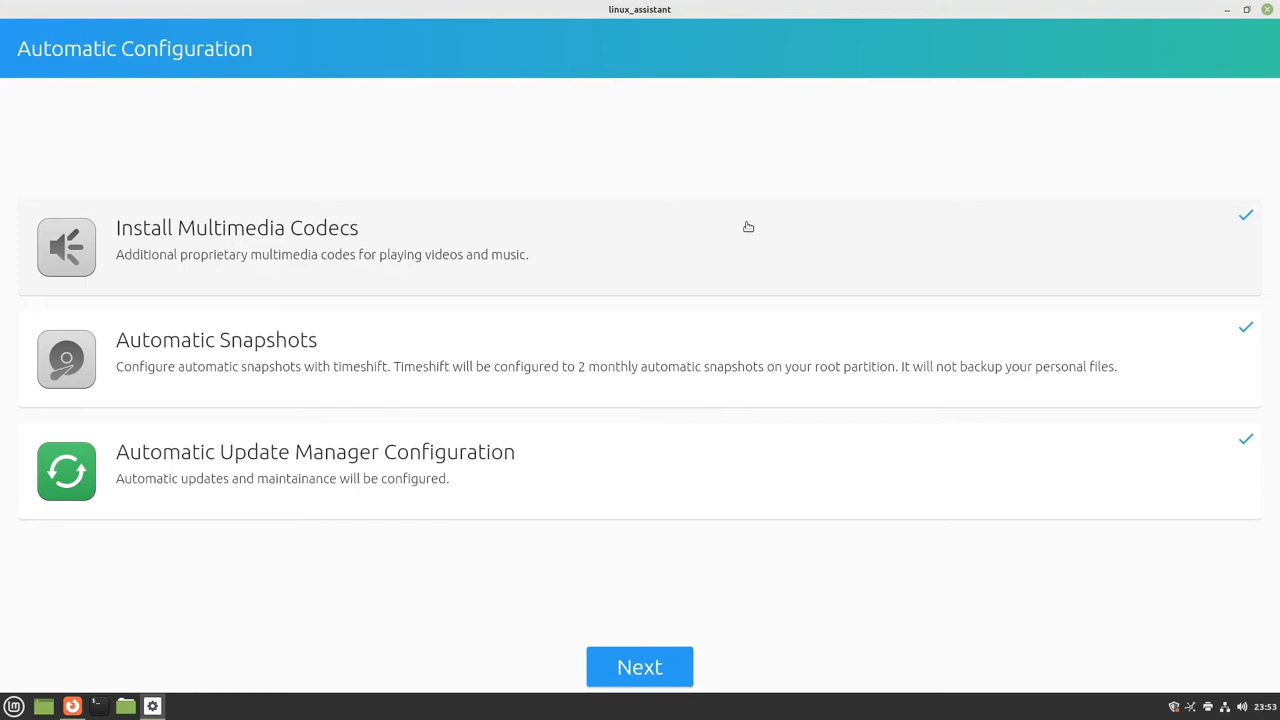 linux_assistant
Automatic Configuration
Install Multimedia Codecs
Additional proprietary multimedia codes for playing videos and music.
Automatic Snapshots
Configure automatic snapshots with timeshift. Timeshift will be configured to 2 monthly automatic snapshots on your root partition. It will not backup your personal files.
Automatic Update Manager Configuration
Automatic updates and maintainance will be configured.
Next
23:53